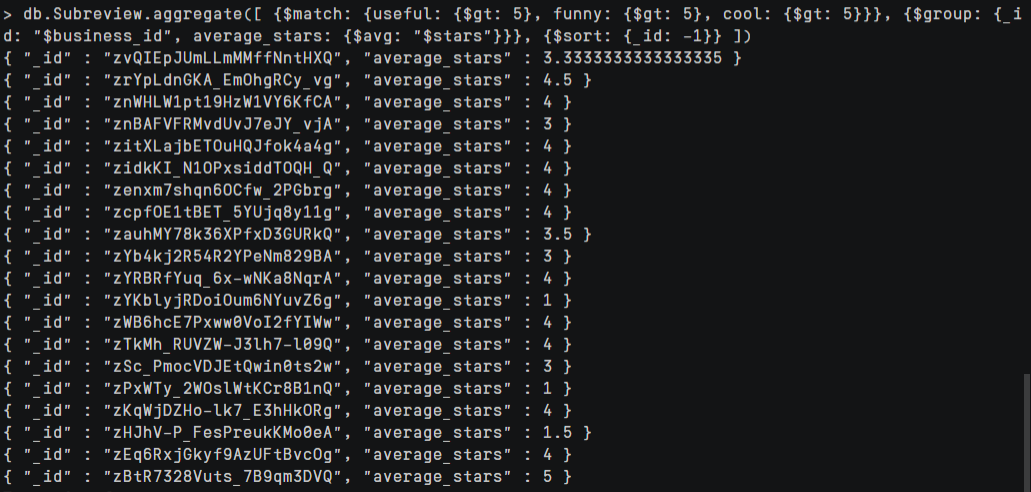 > db.Subreview.aggregate([ {$match: {useful: {$gt: 5}, funny: {$gt: 5}, cool: {$gt: 5}}}, {$group: {_i
d: "$business_id", average_stars: {$avg: "$stars"}}}, {$sort: {_id: -1}} ])
{ "_id" : "zvQIEpJUmLLmMMffNntHXQ", "average_stars" : 3.3333333333333335 }
{ "_id" : "zrYpLdnGKA_EmOhgRCy_vg", "average_stars" : 4.5 }
{ "_id" : "znWHLW1pt19HzW1VY6KfCA", "average_stars" : 4 }
{ "_id" : "znBAFVFRMvdUvJ7eJY_vjA", "average_stars" : 3 }
{ "_id" : "zitXLajbETOuHQJfok4a4g", "average_stars" : 4 }
{ "_id" : "zidkKI_N1OPxsiddTOQH_Q", "average_stars" : 4 }
{ "_id" : "zenxm7shqn6OCfw_2PGbrg", "average_stars" : 4 }
{ "_id" : "zcpfOE1tBET_5YUjq8y11g", "average_stars" : 4 }
{ "_id" : "zauhMY78k36XPfxD3GURkQ", "average_stars" : 3.5 }
{ "_id" : "zYb4kj2R54R2YPeNm829BA", "average_stars" : 3 }
{ "_id" : "zYRBRfYuq_6x-wNKa8NqrA", "average_stars" : 4 }
{ "_id" : "zYKblyjRDoiOum6NYuvZ6g", "average_stars" : 1 }
{ "_id" : "zWB6hcE7Pxww0VoI2fYIWw", "average_stars" : 4 }
{ "_id" : "zTkMh_RUVZW-J3lh7-l09Q", "average_stars" : 4 }
{ "_id" : "zSc_PmocVDJEtQwin0ts2w", "average_stars" : 3 }
{ "_id" : "zPxWTy_2WOslWtKCr8B1nQ", "average_stars" : 1 }
{ "_id" : "zKqWjDZHo-lk7_E3hHkORg", "average_stars" : 4 }
{ "_id" : "zHJhV-P_FesPreukKMo0eA", "average_stars" : 1.5 }
{ "_id" : "zEq6RxjGkyf9AzUFtBvcOg", "average_stars" : 4 }
{ "_id" : "zBtR7328Vuts_7B9qm3DVQ", "average_stars" : 5 }